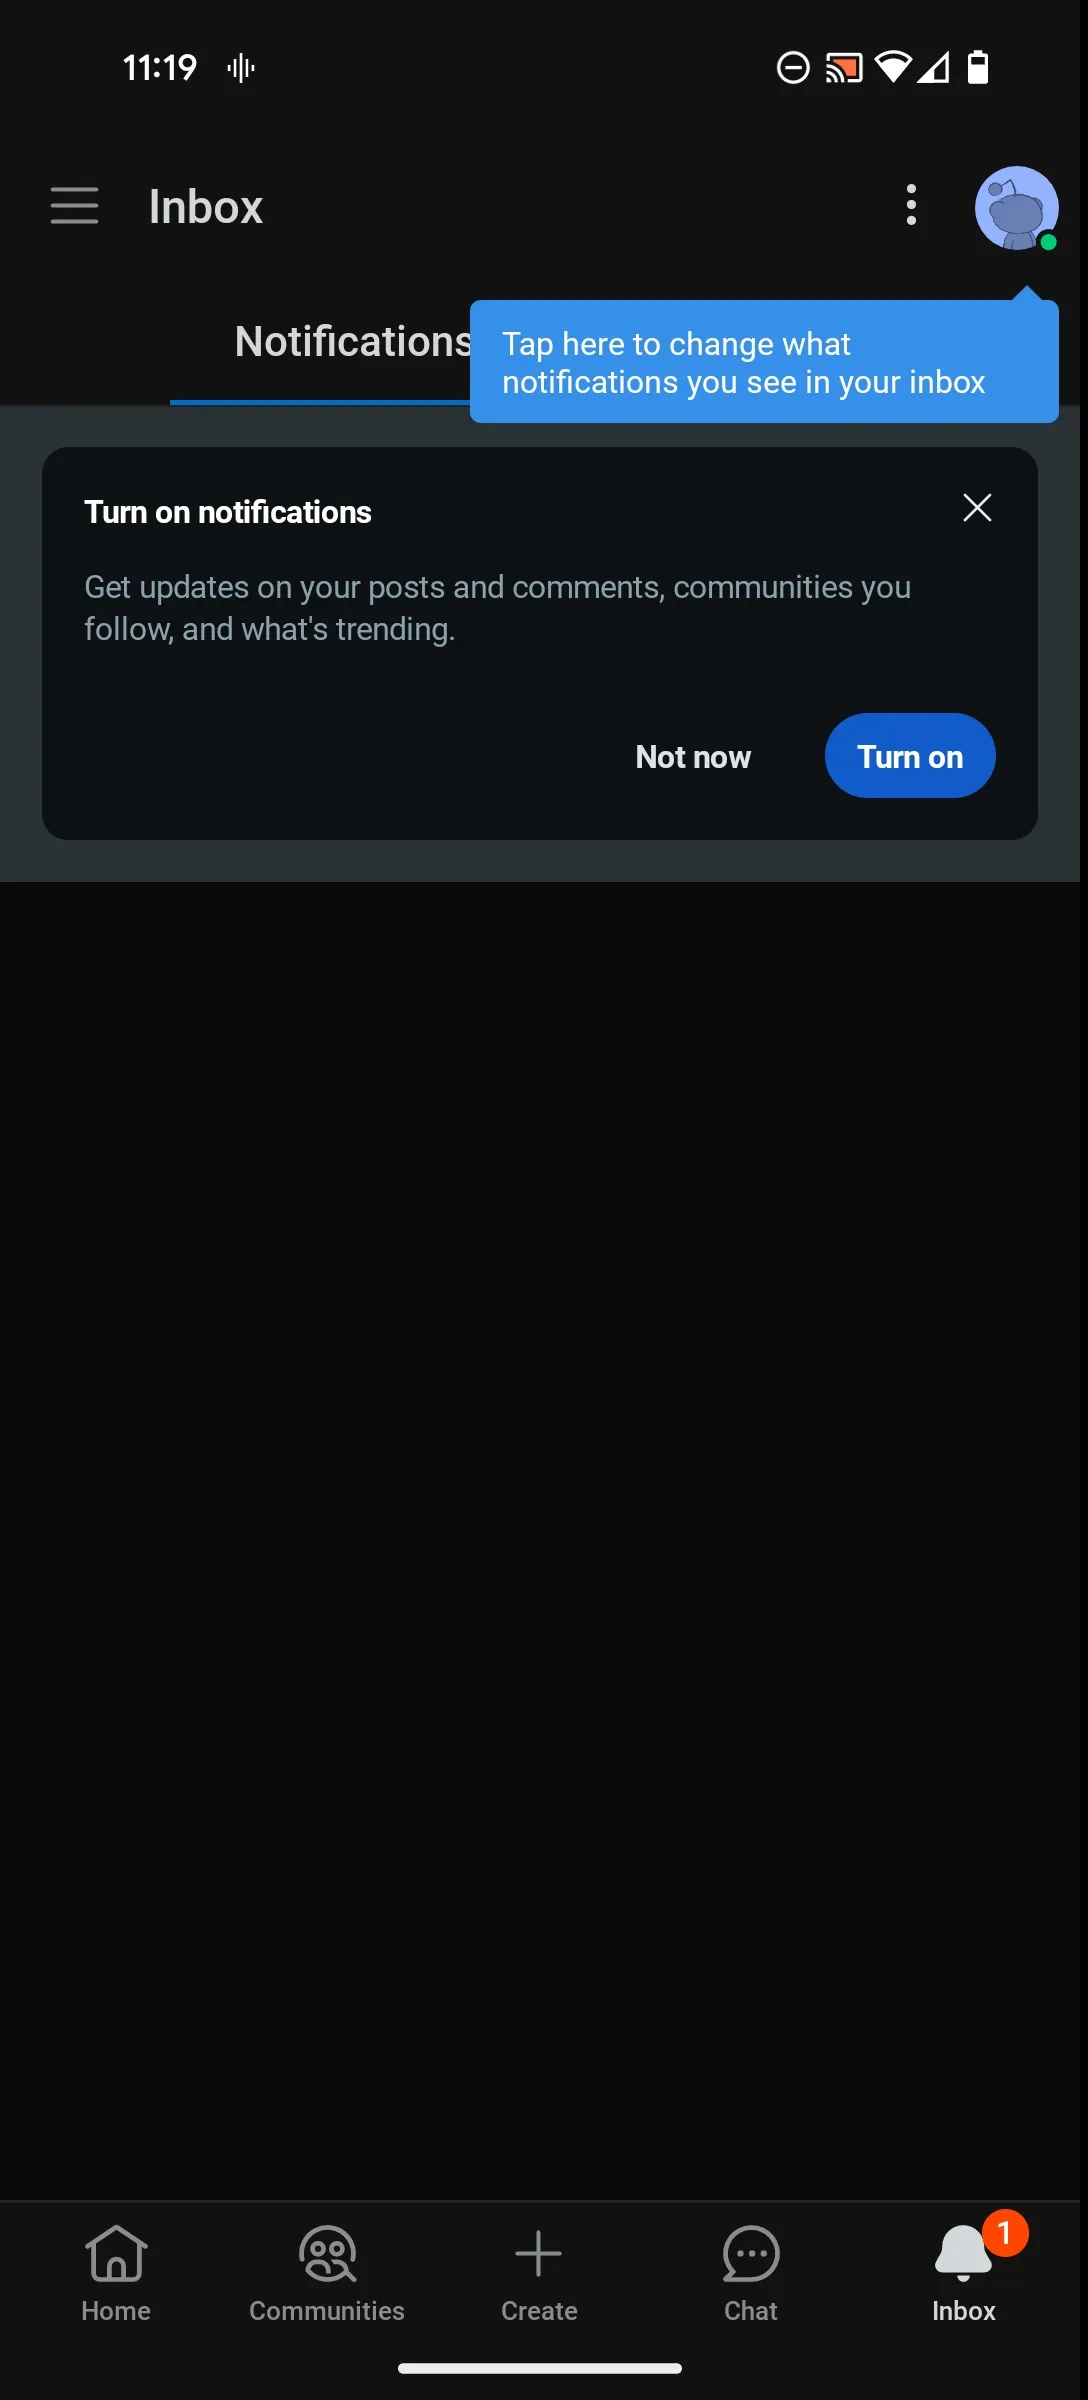 11:19
Inbox
Notifications
Tap here to change what
notifications you see in your inbox
Turn on notifications
Get updates on your posts and comments, communities you
follow, and what's trending.
Not now
Turn on
1
Home
Communities
Create
Chat
Inbox